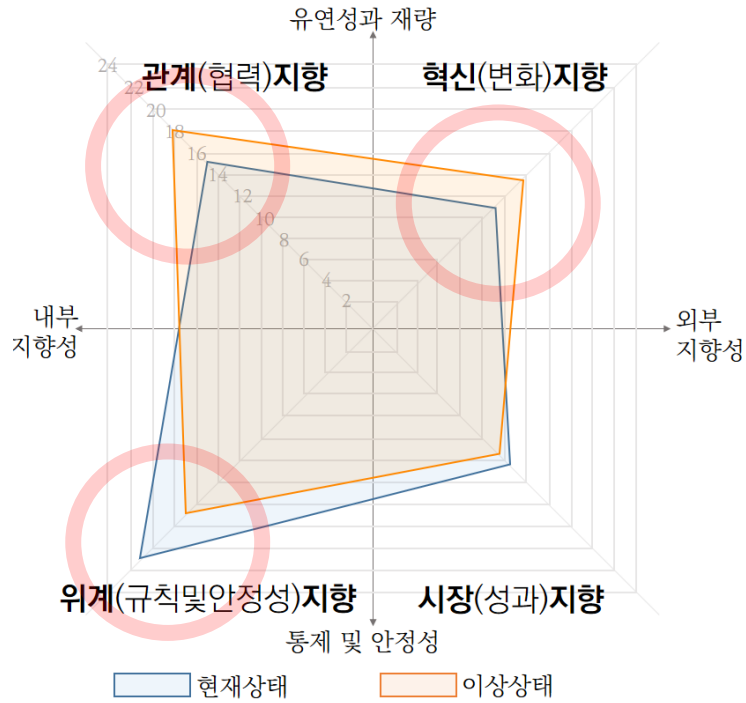 유연성과 재량
관계(협력)지향
혁신(변화)지향
24
22
20
18
16
14
12
10
8
6
4
2
내부
지향성
외부
지향성
위계(규칙및안정성)지향
시장(성과)지향
통제 및 안정성
현재상태
이상상태